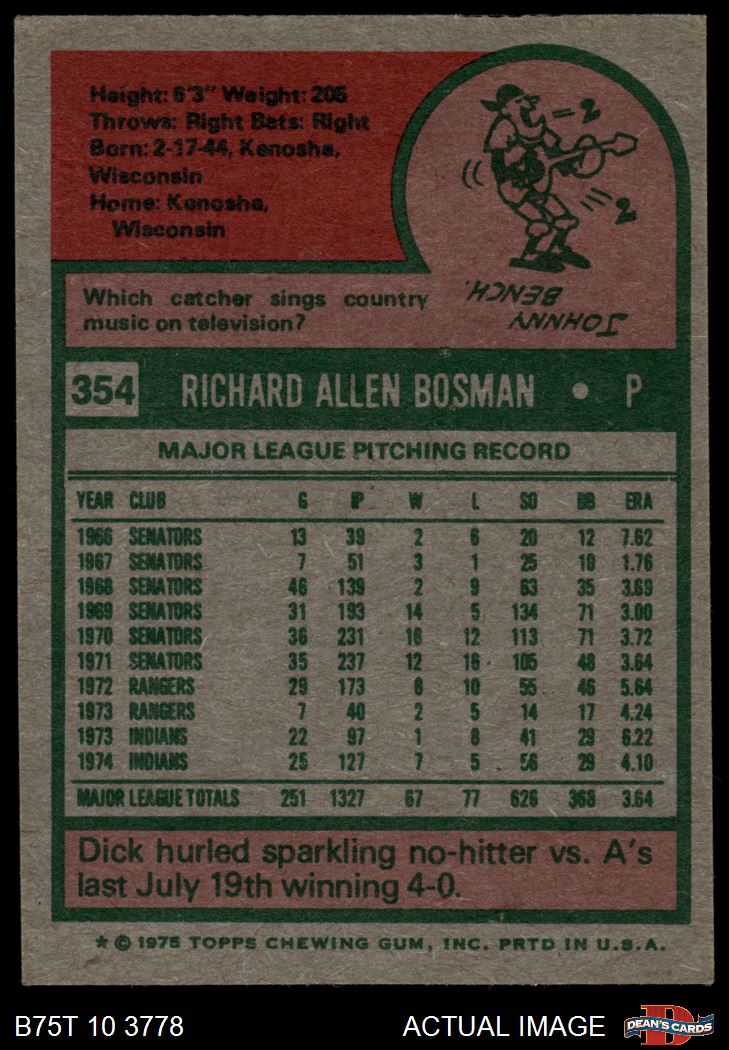 Height: 6'3" Weight: 205
Throws: Right Bats: Right
Born: 2-17-44, Kenosha,
Wisconsin
Home: Kenosha,
Wisconsin
Which catcher sings country
music on television?
JOHNNY
BENCH.
354 RICHARD ALLEN BOSMAN • P
MAJOR LEAGUE PITCHING RECORD
YEAR CLUB G IP W L SO BB ERA
1966 SENATORS 13 39 2 6 20 12 7.62
1967 SENATORS 7 51 3 1 25 10 1.76
1968 SENATORS 46 139 2 9 63 35 3.69
1969 SENATORS 31 193 14 5 134 71 3.00
1970 SENATORS 36 231 16 12 113 71 3.72
1971 SENATORS 35 237 12 16 105 48 3.64
1972 RANGERS 29 173 8 10 55 46 5.64
1973 RANGERS 7 40 2 5 14 17 4.24
1973 INDIANS 22 97 1 8 41 29 6.22
1974 INDIANS 25 127 7 5 56 29 4.10
MAJOR LEAGUE TOTALS 251 1327 67 77 626 368 3.64
Dick hurled sparkling no-hitter vs. A's
last July 19th winning 4-0.
* © 1975 TOPPS CHEWING GUM, INC. PRTD IN U.S.A.
B75T 10 3778 ACTUAL IMAGE DEAN'S CARDS